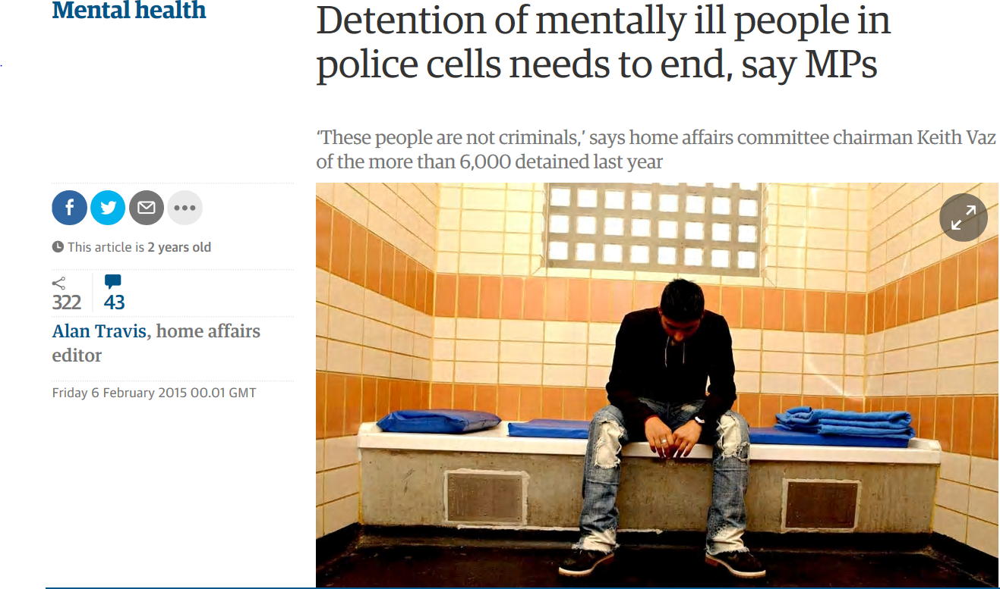 Mental health
Detention of mentally ill people in
police cells needs to end, say MPs
‘These people are not criminals,’ says home affairs committee chairman Keith Vaz
of the more than 6,000 detained last year
This article is 2 years old
322
43
Alan Travis, home affairs
editor
Friday 6 February 2015 00.01 GMT